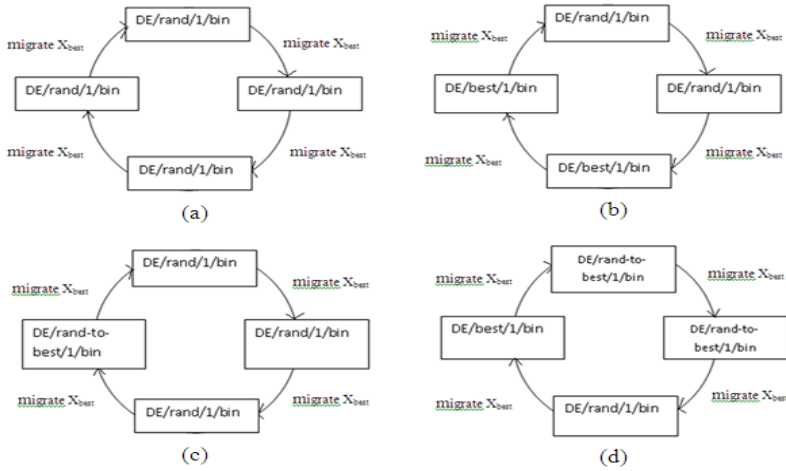 DE/rand/1/bin
migrate Xbest
migrate Xbest
DE/rand/1/bin
DE/rand/1/bin
migrate Xbest
migrate Xbest
DE/rand/1/bin
(a)
DE/rand/1/bin
migrate Xbest
migrate Xbest
DE/best/1/bin
DE/rand/1/bin
migrate Xbest
migrate Xbest
DE/best/1/bin
(b)
DE/rand/1/bin
migrate Xbest
migrate Xbest
DE/rand-to-
best/1/bin
DE/rand/1/bin
migrate Xbest
migrate Xbest
DE/rand/1/bin
(c)
DE/rand-to-
best/1/bin
migrate Xbest
migrate Xbest
DE/best/1/bin
DE/rand-to-
best/1/bin
migrate Xbest
migrate Xbest
DE/rand/1/bin
(d)